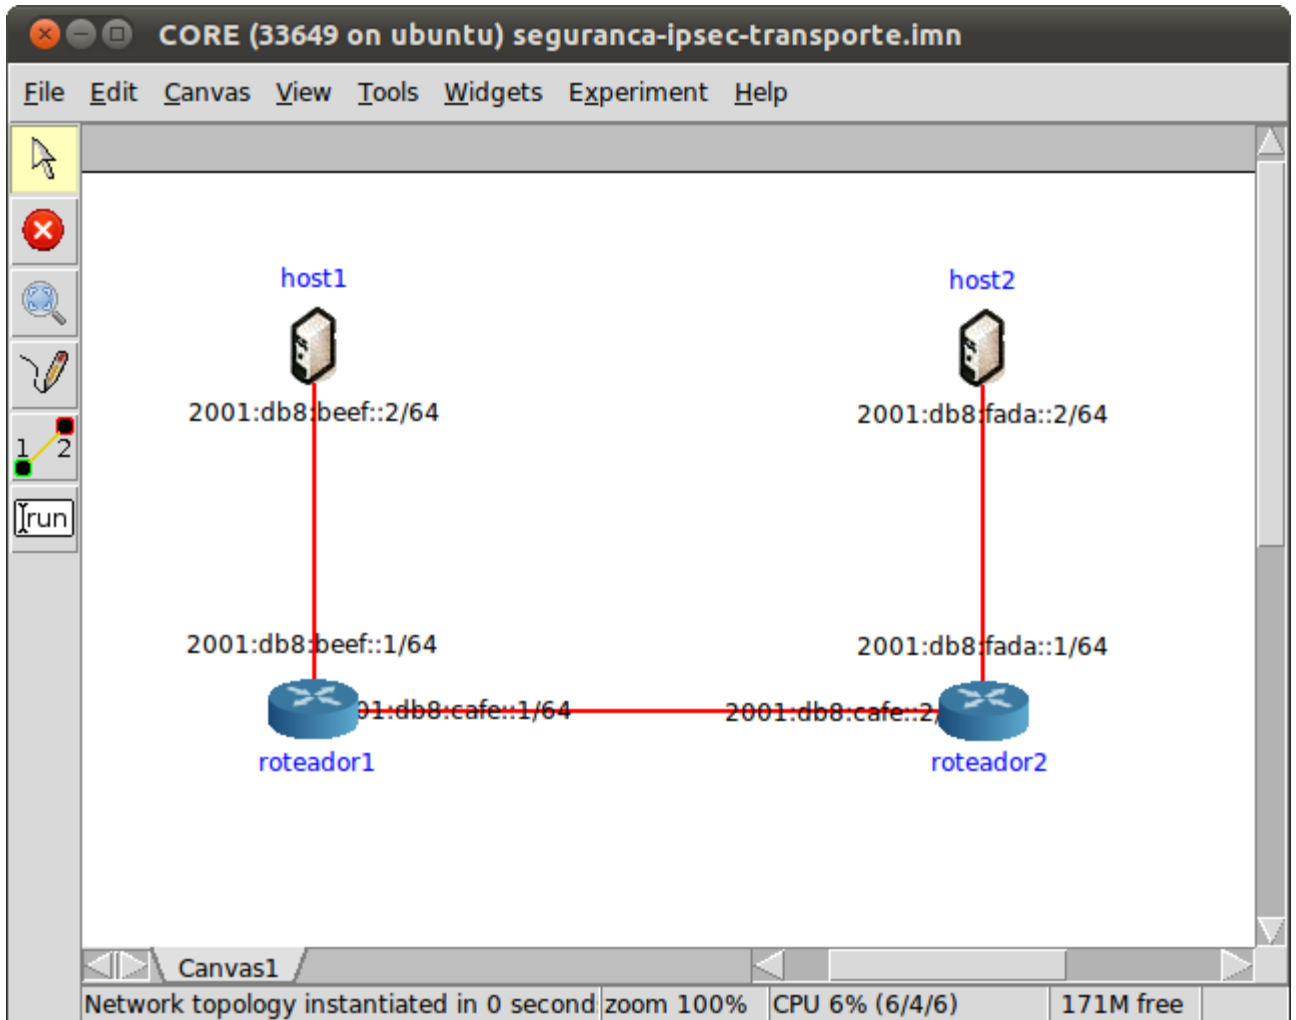 CORE (33649 on ubuntu) seguranca-ipsec-transporte.imn
File Edit Canvas View Tools Widgets Experiment Help
host1
host2
2001:db8:beef::2/64
2001:db8:fada::2/64
1 2
run
2001:db8:beef::1/64
2001:db8:fada::1/64
01:db8:cafe::1/64
2001:db8:cafe::2/
roteador1
roteador2
Canvas1
Network topology instantiated in 0 second
zoom 100%
CPU 6% (6/4/6)
171M free